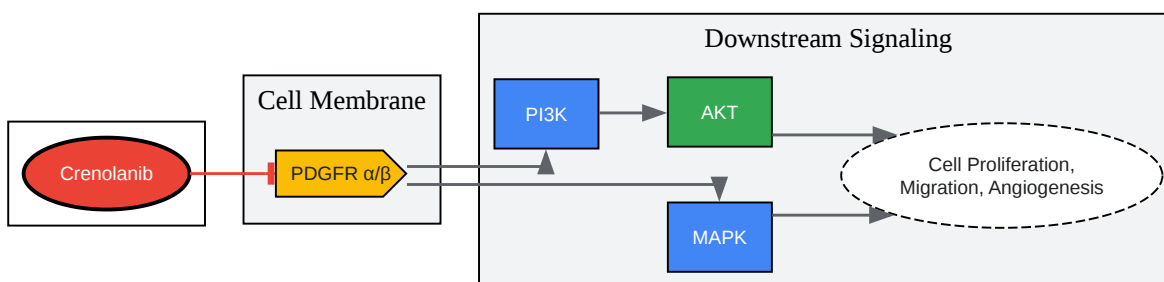 Downstream Signaling
Cell Membrane
PI3K
AKT
Crenolanib
PDGFR α/β
Cell Proliferation,
Migration, Angiogenesis
MAPK